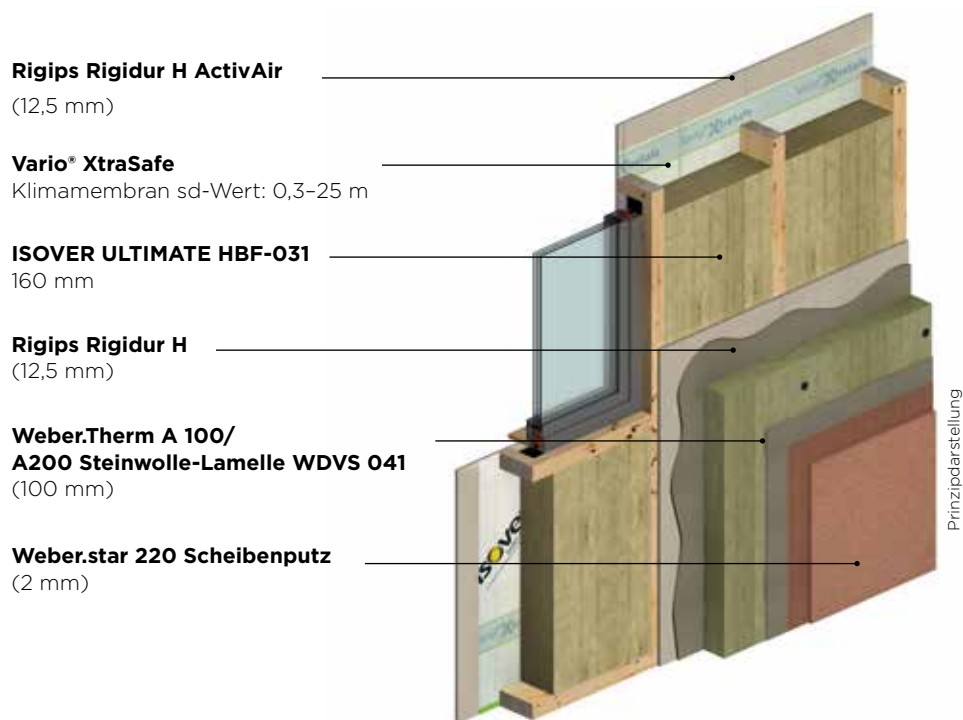 Rigips Rigidur H ActivAir
(12,5 mm)
Vario® XtraSafe
Klimamembran sd-Wert: 0,3–25 m
ISOVER ULTIMATE HBF-031
160 mm
Rigips Rigidur H
(12,5 mm)
Weber.Therm A 100/
A200 Steinwolle-Lamelle WDVS 041
(100 mm)
Weber.star 220 Scheibenputz
(2 mm)
Prinzipdarstellung